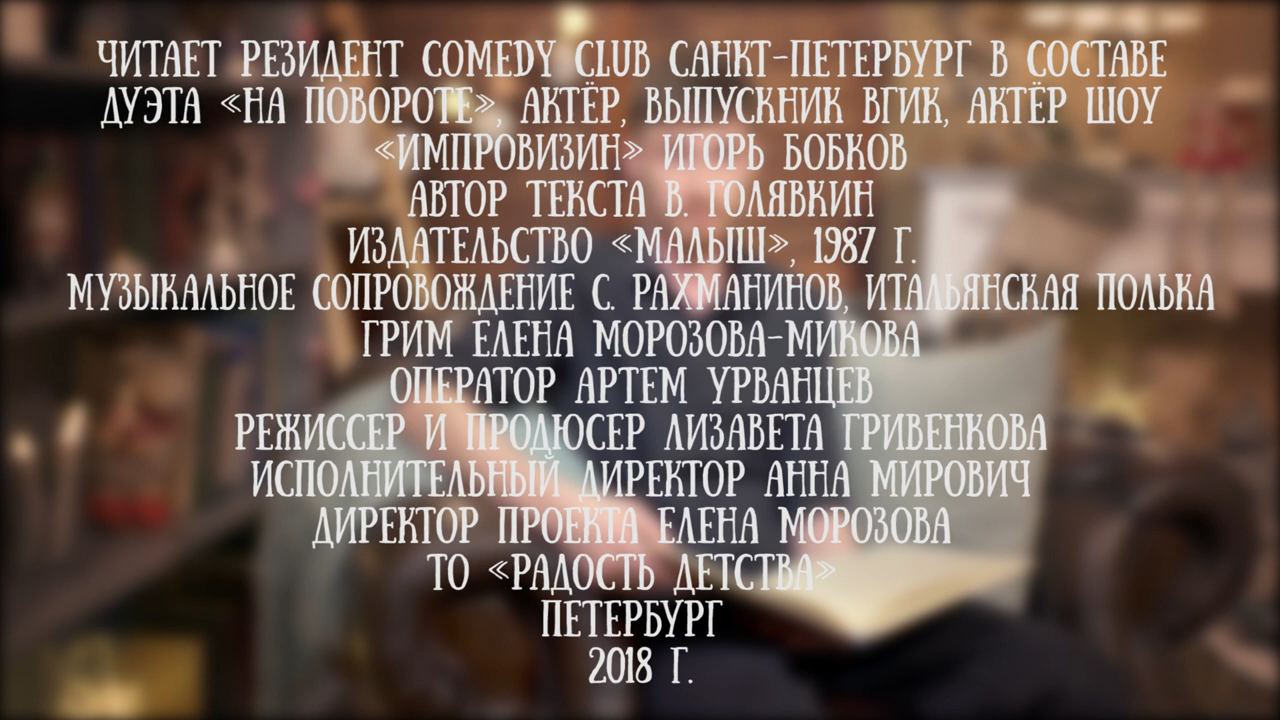 ЧИТАЕТ РЕЗИДЕНТ COMEDY CLUB САНКТ-ПЕТЕРБУРГ В СОСТАВЕ
ДУЭТА «НА ПОВОРОТЕ», АКТЁР, ВЫПУСКНИК ВГИК, АКТЁР ШОУ
«ИМПРОВИЗИН» ИГОРЬ БОБКОВ
АВТОР ТЕКСТА В. ГОЛЯВКИН
ИЗДАТЕЛЬСТВО «МАЛЫШ», 1987 Г.
МУЗЫКАЛЬНОЕ СОПРОВОЖДЕНИЕ С. РАХМАНИНОВ, ИТАЛЬЯНСКАЯ ПОЛЬКА
ГРИМ ЕЛЕНА МОРОЗОВА-МИКОВА
ОПЕРАТОР АРТЕМ УРВАНЦЕВ
РЕЖИССЕР И ПРОДЮСЕР ЛИЗАВЕТА ГРИВЕНКОВА
ИСПОЛНИТЕЛЬНЫЙ ДИРЕКТОР АННА МИРОВИЧ
ДИРЕКТОР ПРОЕКТА ЕЛЕНА МОРОЗОВА
ТО «РАДОСТЬ ДЕТСТВА»
ПЕТЕРБУРГ
2018 Г.